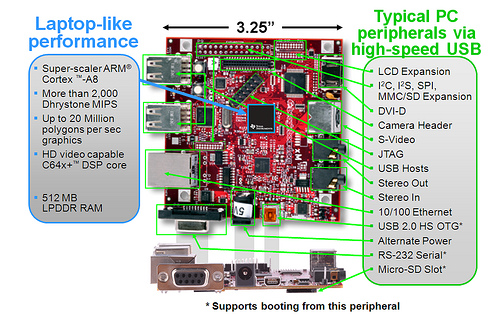 Laptop-like
performance
Super-scaler ARM®
Cortex ™-A8
More than 2,000
Dhrystone MIPS
Up to 20 Million
polygons per sec
graphics
HD video capable
C64x+™ DSP core
512 MB
LPDDR RAM
3.25”
Typical PC
peripherals via
high-speed USB
LCD Expansion
I²C, I²S, SPI,
MMC/SD Expansion
DVI-D
Camera Header
S-Video
JTAG
USB Hosts
Stereo Out
Stereo In
10/100 Ethernet
USB 2.0 HS OTG*
Alternate Power
RS-232 Serial*
Micro-SD Slot*
* Supports booting from this peripheral